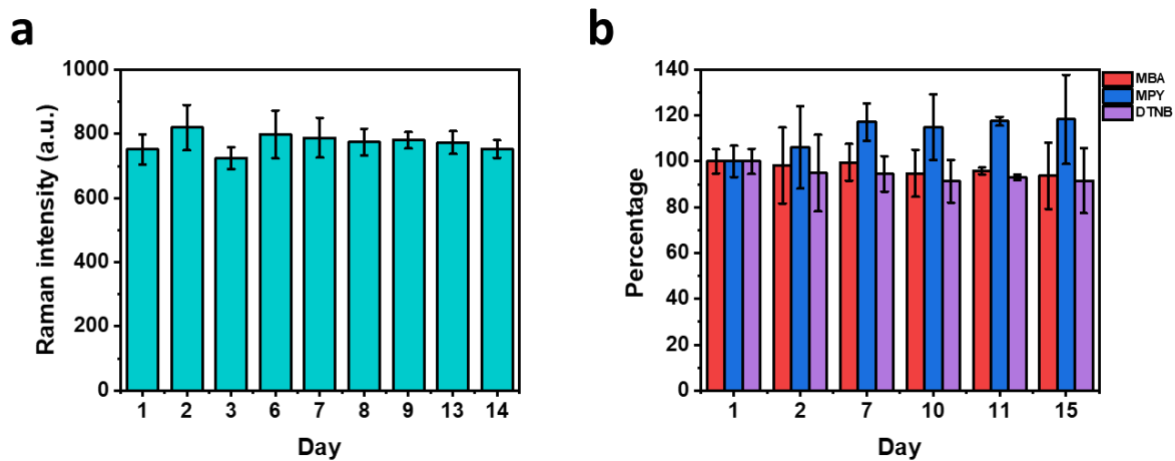 a
b
1000
800
600
400
200
0
Raman intensity (a.u.)
1 2 3 6 7 8 9 13 14
Day
140
120
100
80
60
40
20
0
Percentage
1 2 7 10 11 15
Day
MBA
MPY
DTNB